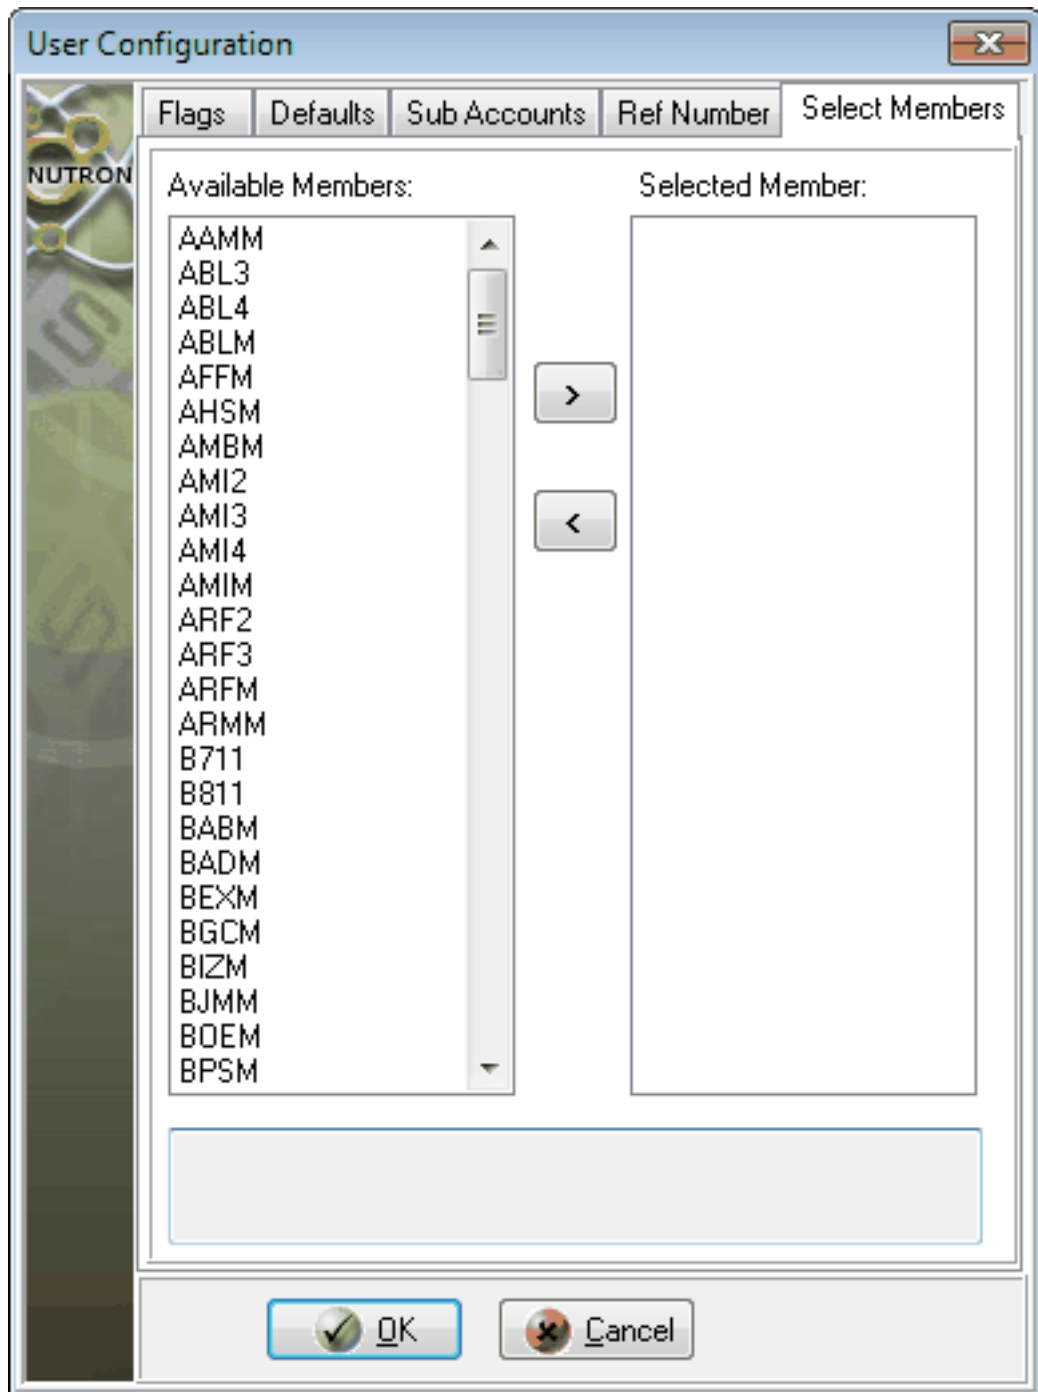 User Configuration
Flags Defaults Sub Accounts Ref Number Select Members
NUTRON
Available Members: Selected Member:
AAMM
ABL3
ABL4
ABLM
AFFM
AHSM
AMBM
AMI2
AMI3
AMI4
AMIM
ARF2
ARF3
ARFM
ARMM
B711
B811
BABM
BADM
BEXM
BGCM
BIZM
BJMM
BOEM
BPSM
>
<
OK Cancel